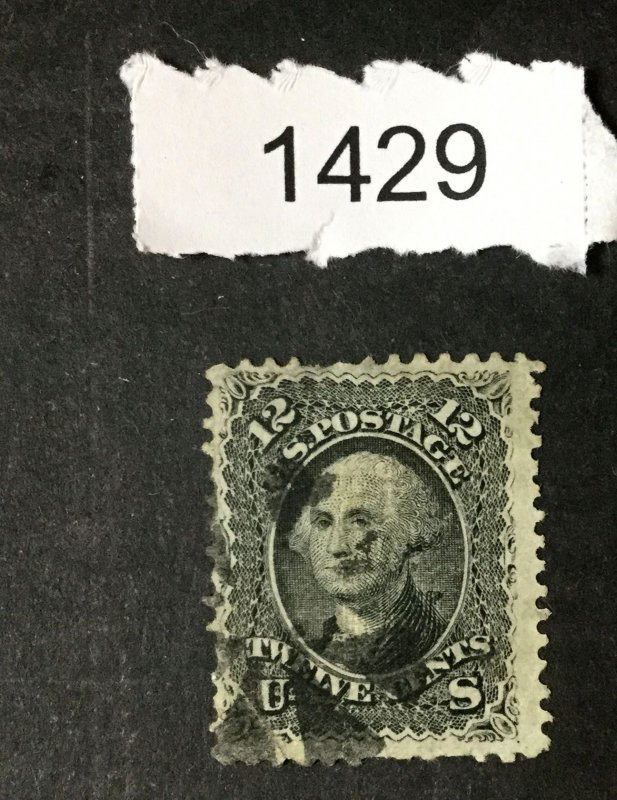 1429
12 12
U.S. POSTAGE
TWELVE CENTS
U S